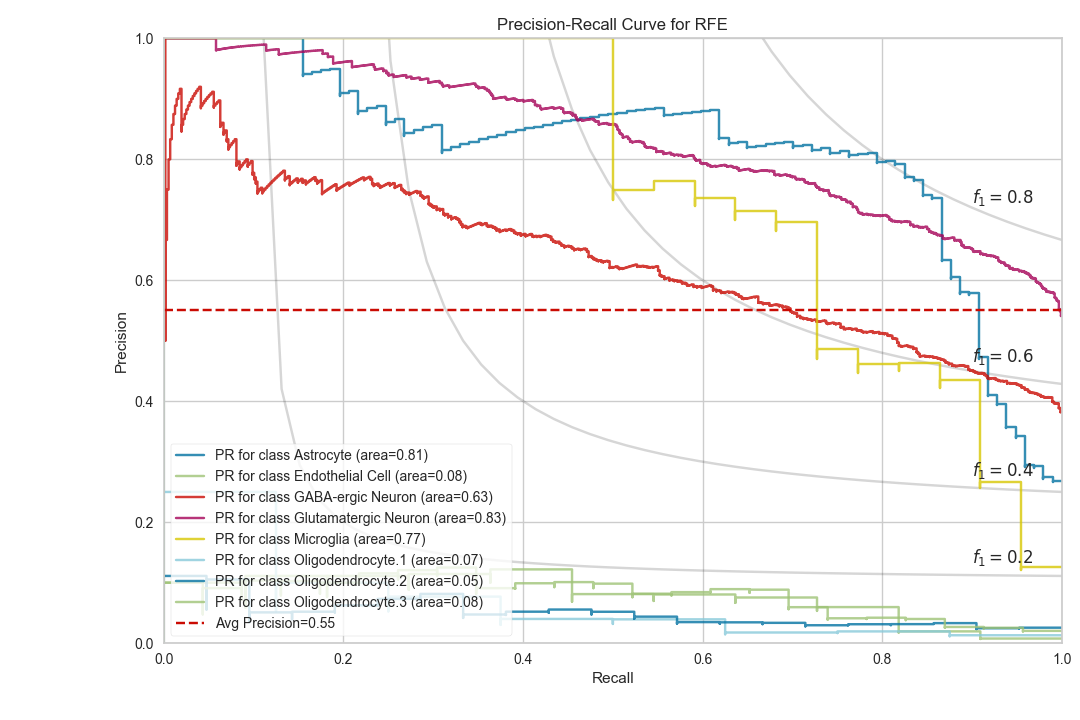 Precision-Recall Curve for RFE
1.0
0.8
0.6
0.4
0.2
0.0
Precision
f1 = 0.8
f1 = 0.6
f1 = 0.4
f1 = 0.2
PR for class Astrocyte (area=0.81)
PR for class Endothelial Cell (area=0.08)
PR for class GABA-ergic Neuron (area=0.63)
PR for class Glutamatergic Neuron (area=0.83)
PR for class Microglia (area=0.77)
PR for class Oligodendrocyte.1 (area=0.07)
PR for class Oligodendrocyte.2 (area=0.05)
PR for class Oligodendrocyte.3 (area=0.08)
Avg Precision=0.55
0.0 0.2 0.4 0.6 0.8 1.0
Recall